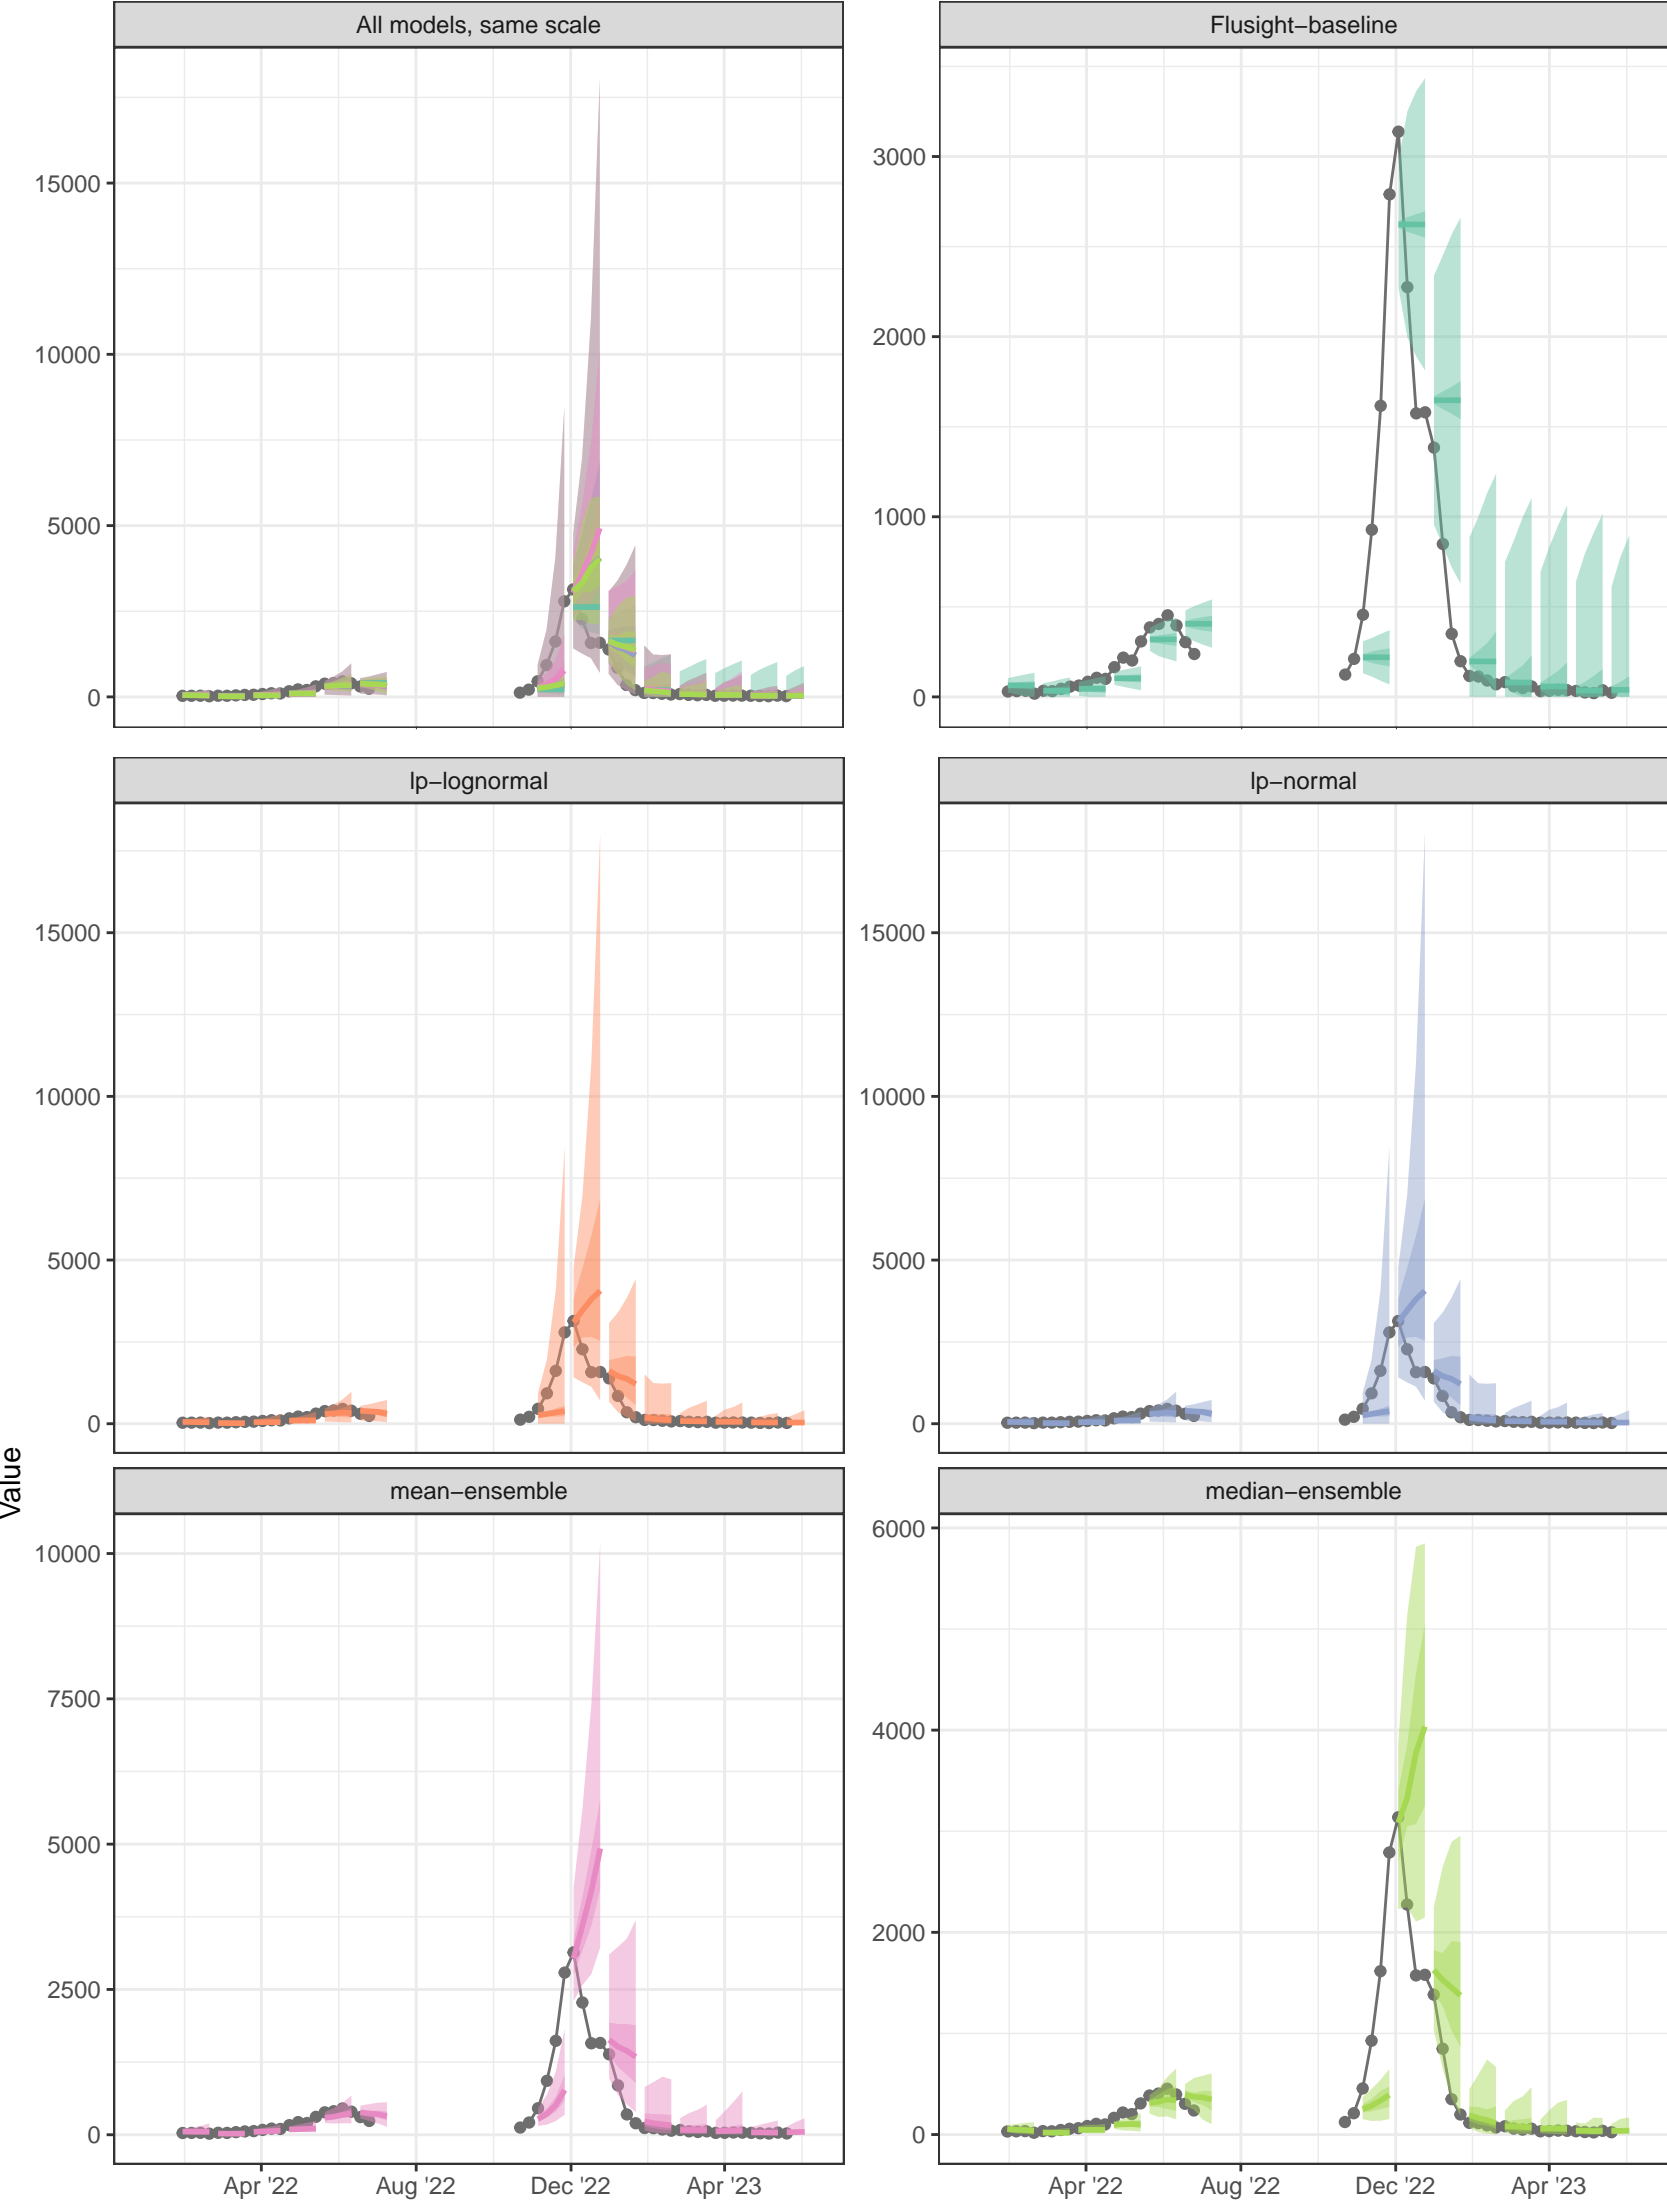 All models, same scale
Flusight−baseline
15000
10000
5000
0
3000
2000
1000
0
lp−lognormal
lp−normal
15000
10000
5000
0
15000
10000
5000
0
Value
mean−ensemble
median−ensemble
10000
7500
5000
2500
0
6000
4000
2000
0
Apr '22 Aug '22 Dec '22 Apr '23
Apr '22 Aug '22 Dec '22 Apr '23